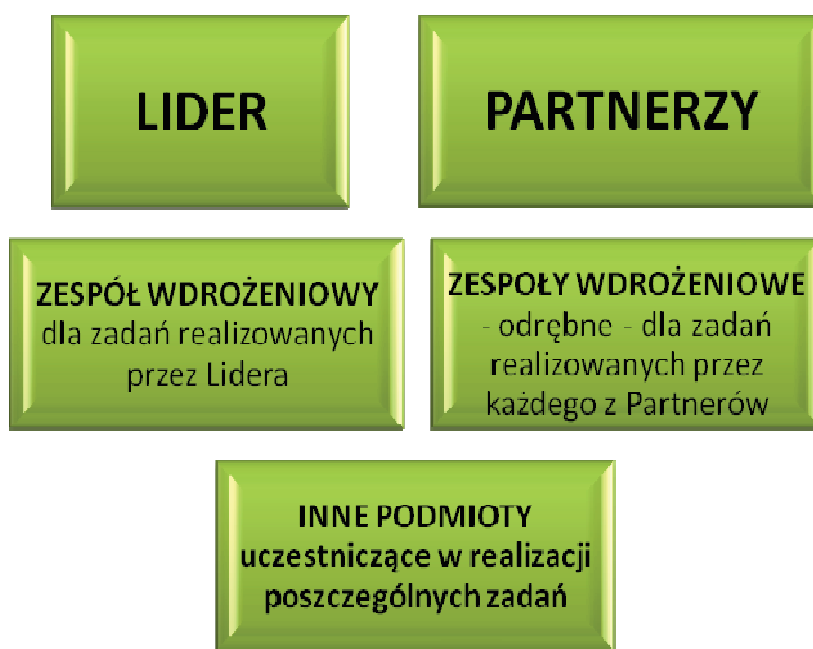 LIDER
PARTNERZY
ZESPÓŁ WDROŻENIOWY
dla zadań realizowanych
przez Lidera
ZESPOŁY WDROŻENIOWE
- odrębne - dla zadań
realizowanych przez
każdego z Partnerów
INNE PODMIOTY
uczestniczące w realizacji
poszczególnych zadań